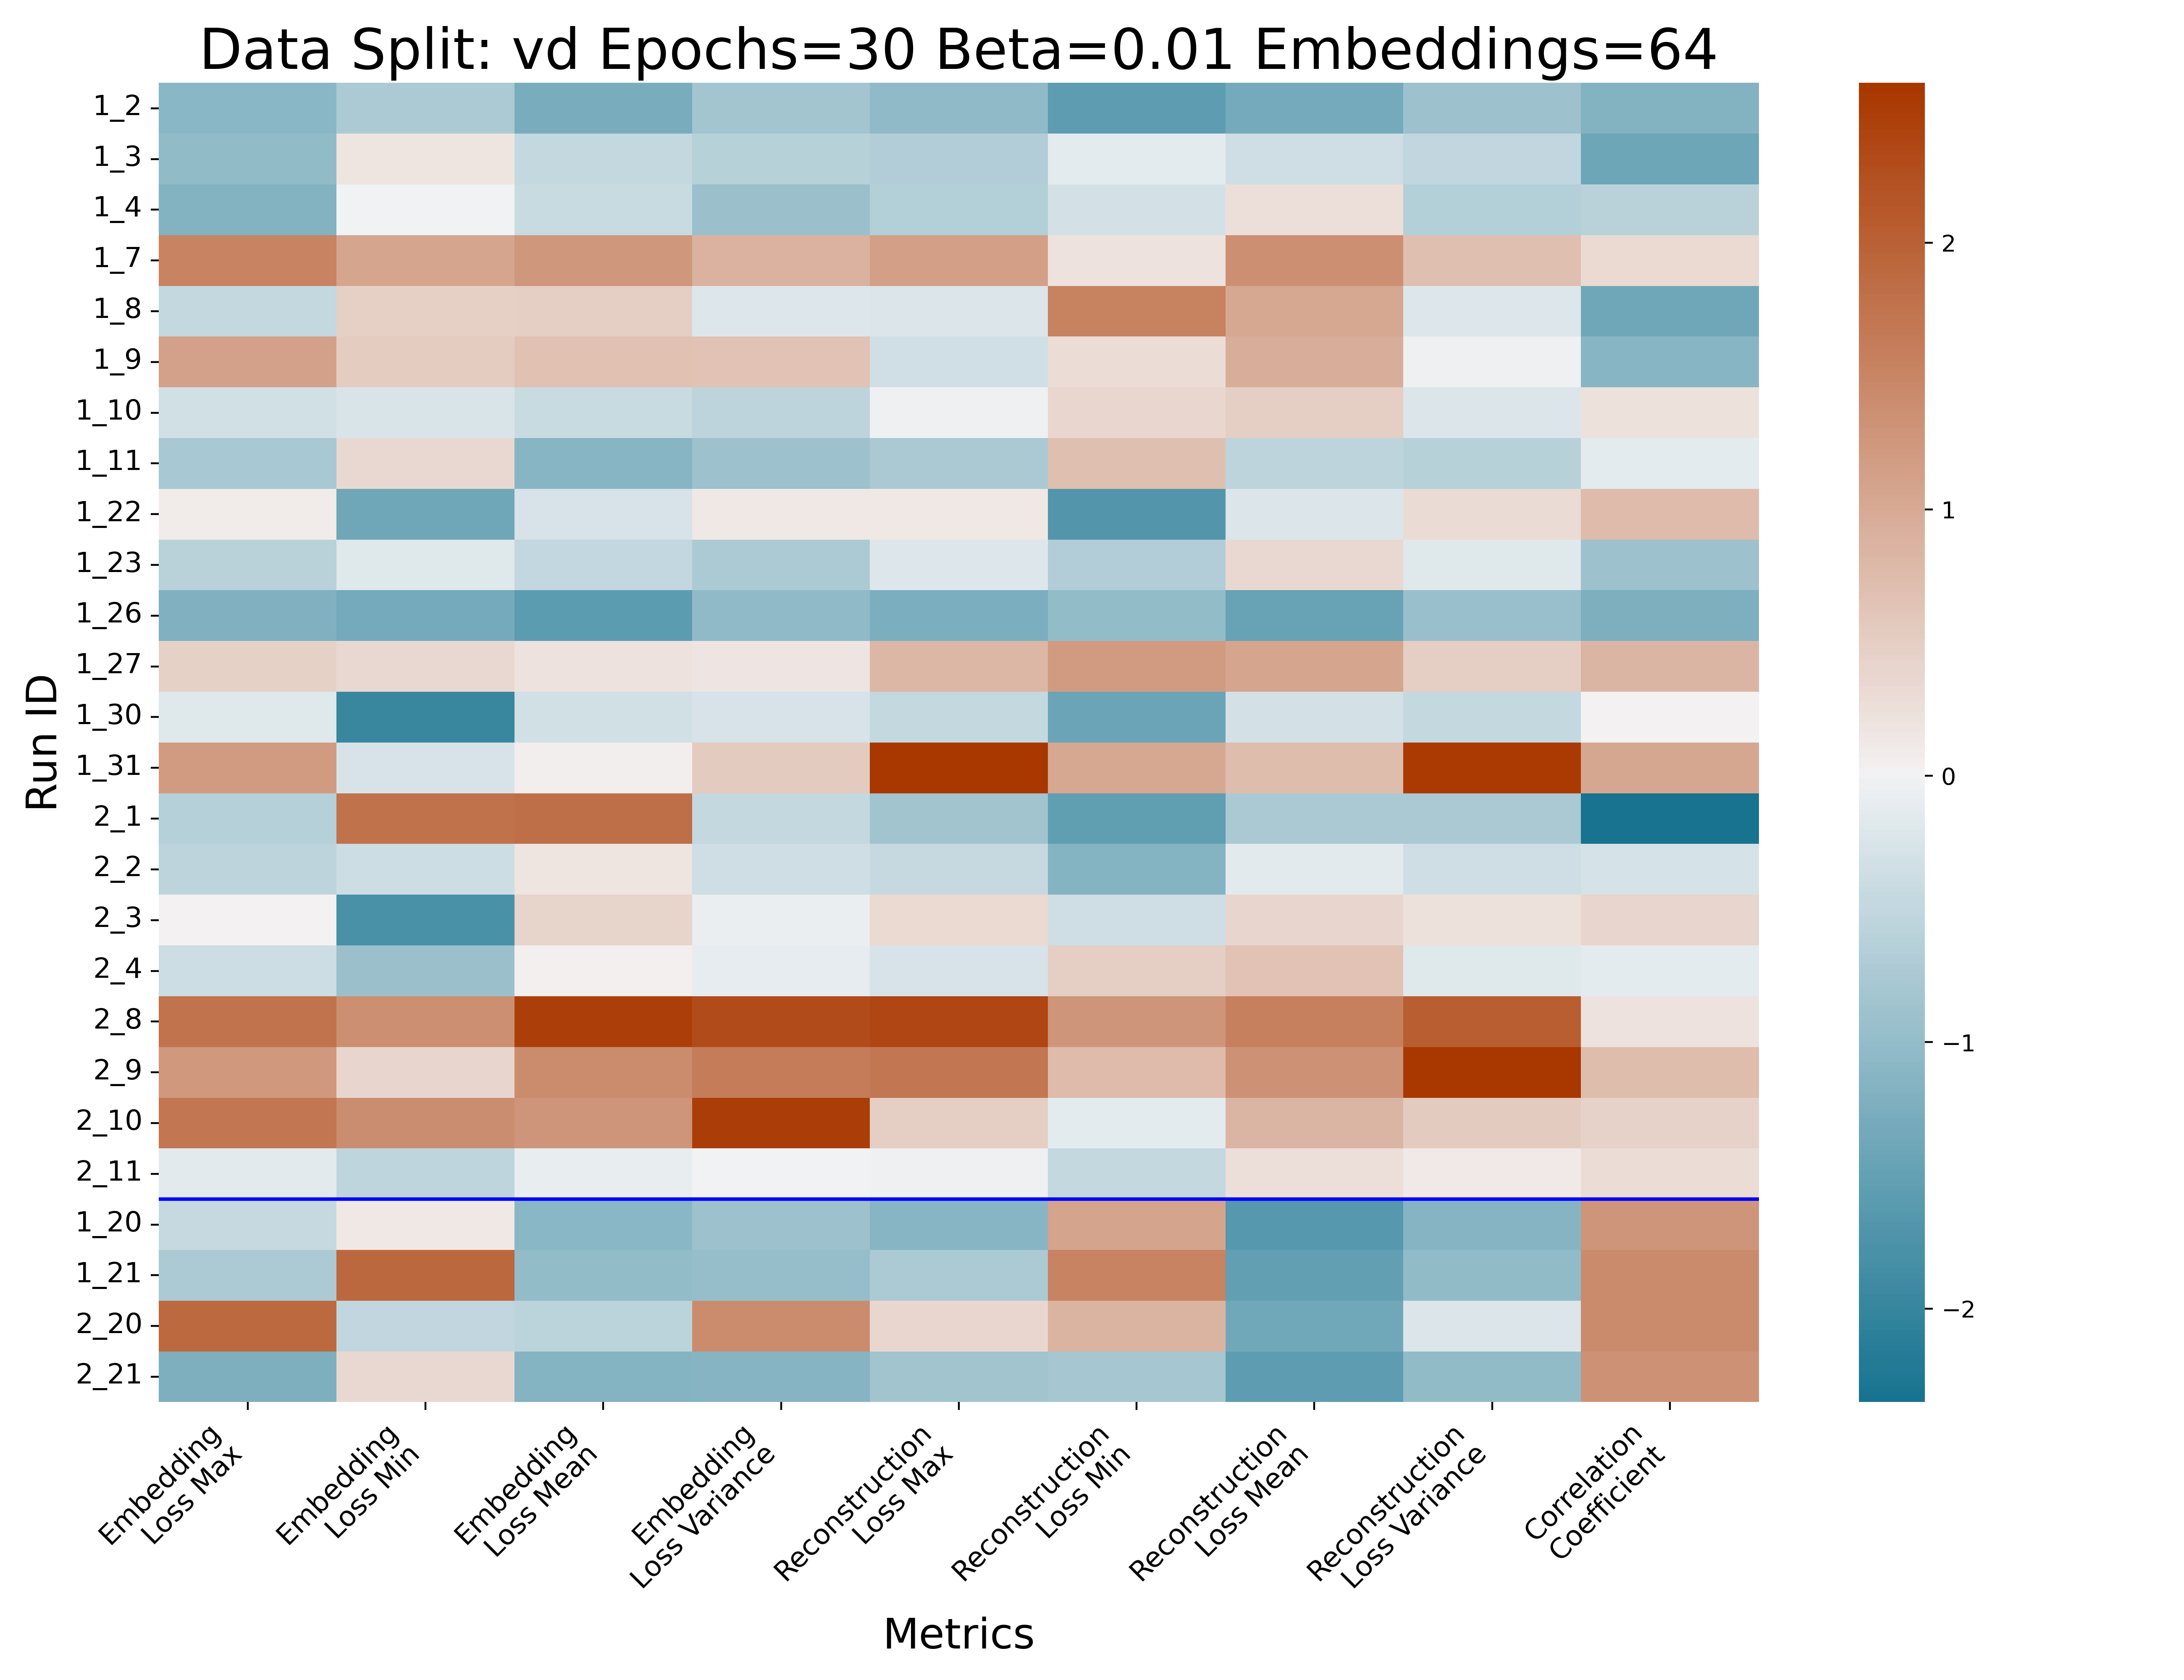 Data Split: vd Epochs=30 Beta=0.01 Embeddings=64
Run ID
1_2
1_3
1_4
1_7
1_8
1_9
1_10
1_11
1_22
1_23
1_26
1_27
1_30
1_31
2_1
2_2
2_3
2_4
2_8
2_9
2_10
2_11
1_20
1_21
2_20
2_21
Embedding
Loss Max
Embedding
Loss Min
Embedding
Loss Mean
Embedding
Loss Variance
Reconstruction
Loss Max
Reconstruction
Loss Min
Reconstruction
Loss Mean
Reconstruction
Loss Variance
Correlation
Coefficient
Metrics
2
1
0
−1
−2